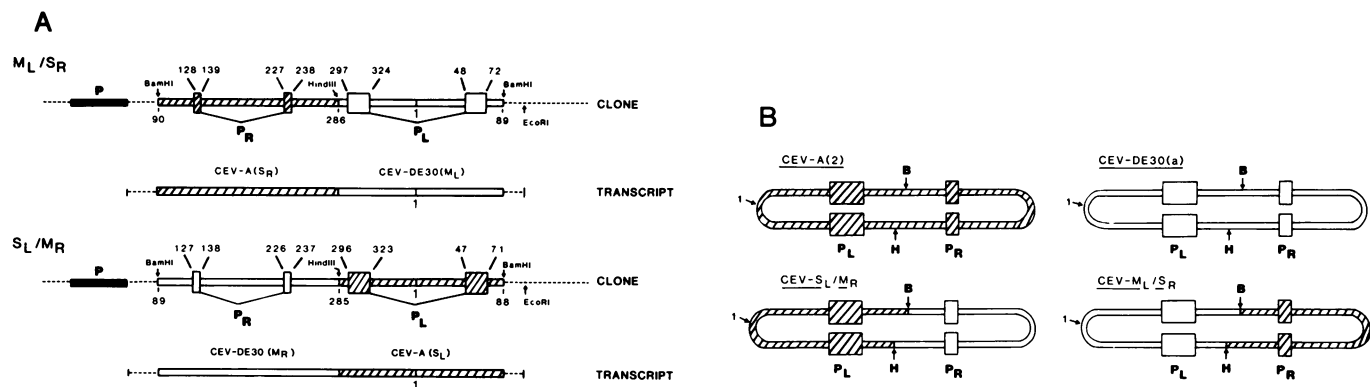 A
M_L/S_R
128 139 227 238 297 324 48 72
BamHI HindIII BamHI
P
CLONE
90 286 1 89 EcoRI
P_R P_L
CEV-A(S_R) CEV-DE30(M_L)
TRANSCRIPT
1
S_L/M_R
127 138 226 237 296 323 47 71
BamHI HindIII BamHI
P
CLONE
89 285 1 88 EcoRI
P_R P_L
CEV-DE30(M_R) CEV-A(S_L)
TRANSCRIPT
1
B
CEV-A(2) CEV-DE30(a)
B B
1 1
P_L H P_R P_L H P_R
CEV-S_L/M_R CEV-M_L/S_R
B B
1 1
P_L H P_R P_L H P_R